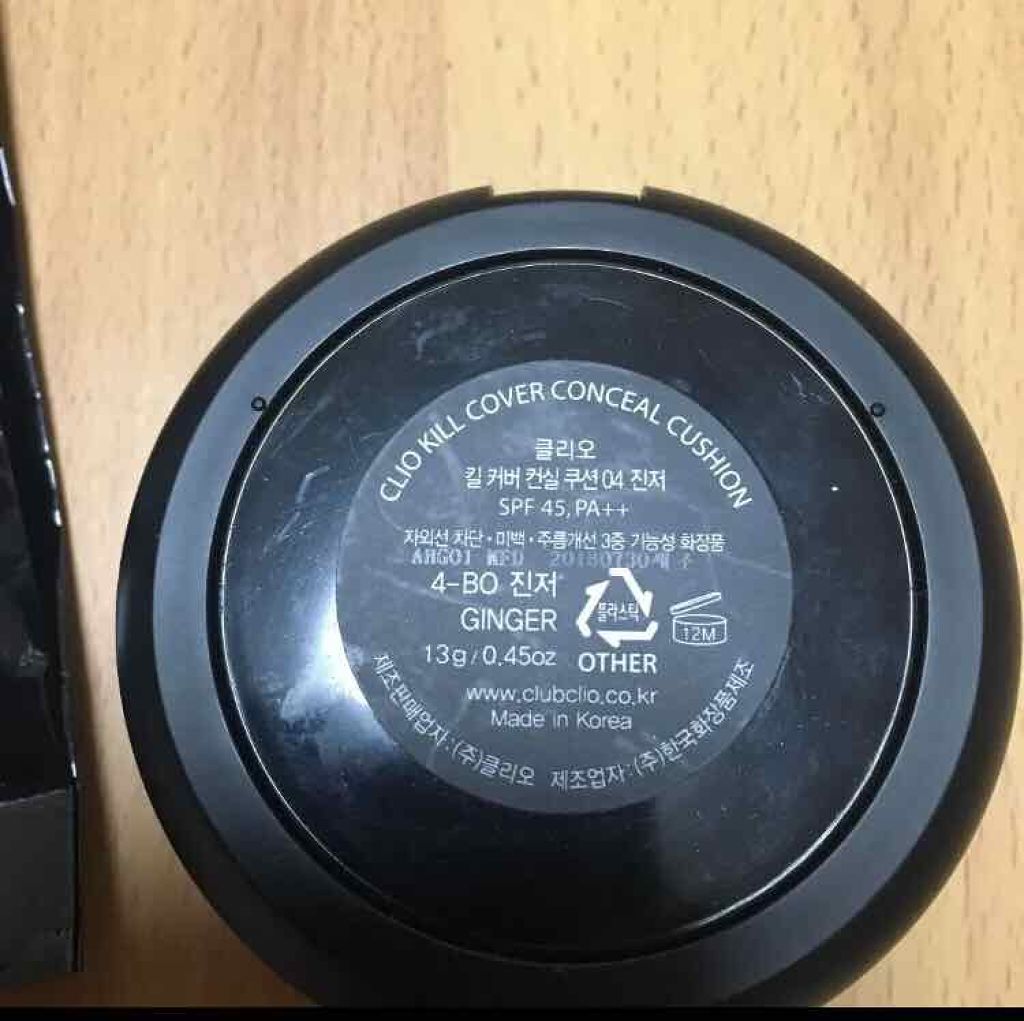 CLIO KILL COVER CONCEAL CUSHION
클리오
킬 커버 컨실 쿠션 04 진저
SPF 45, PA++
자외선 차단 • 미백 • 주름개선 3중 기능성 화장품
MFD
4-BO 진저
GINGER
플라스틱
12M
13g / 0.45oz
OTHER
www.clubclio.co.kr
Made in Korea
제조판매업자 : (주)클리오 제조업자 : (주)한국화장품제조